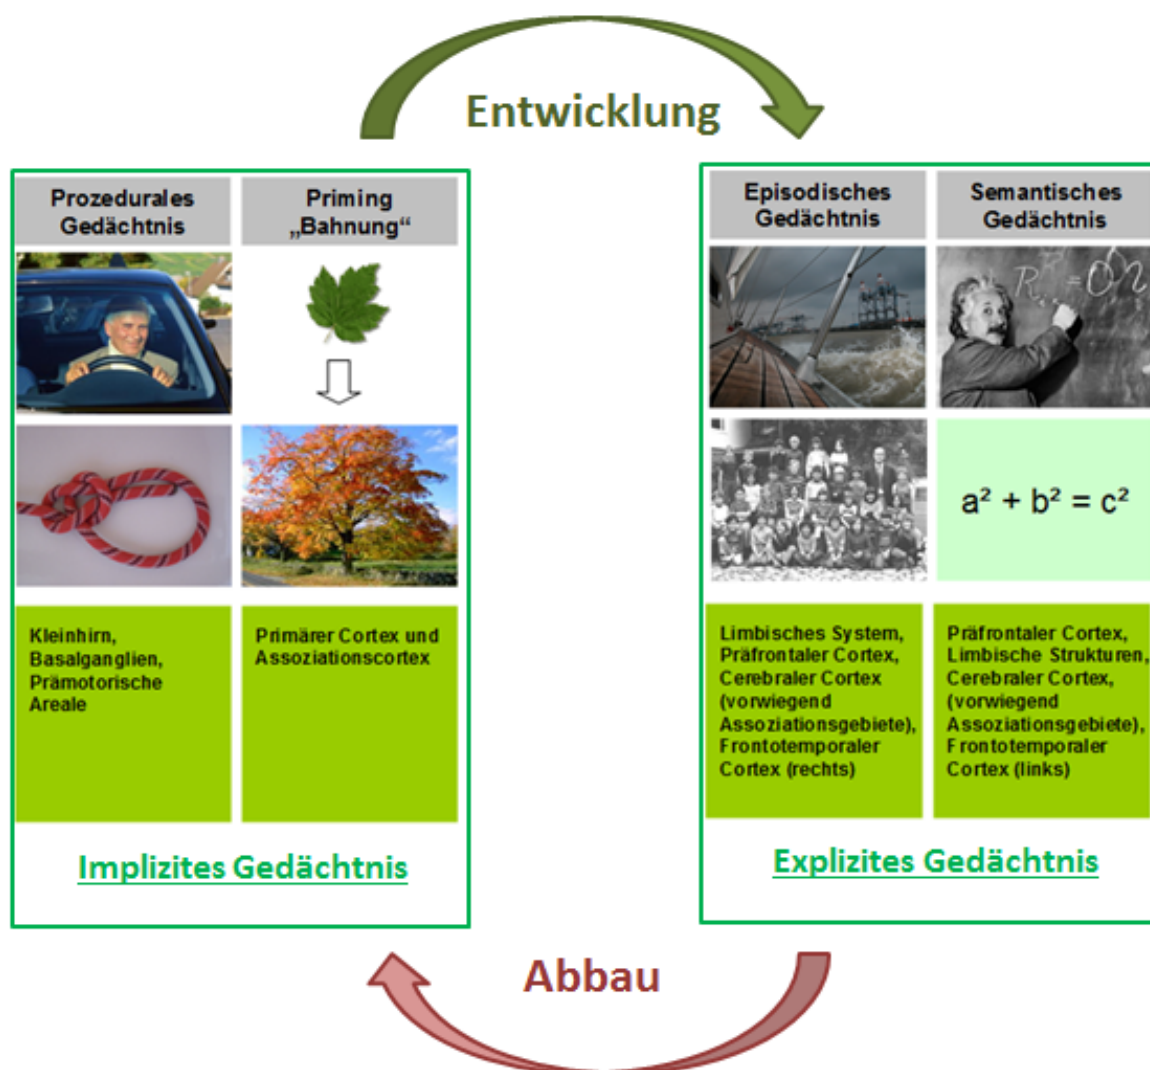 Entwicklung
Prozedurales
Gedächtnis
Priming
„Bahnung“
Kleinhirn,
Basalganglien,
Prämotorische
Areale
Primärer Cortex und
Assoziationscortex
Implizites Gedächtnis
Episodisches
Gedächtnis
Semantisches
Gedächtnis
a² + b² = c²
Limbisches System,
Präfrontaler Cortex,
Cerebraler Cortex
(vorwiegend
Assoziationsgebiete),
Frontotemporaler
Cortex (rechts)
Präfrontaler Cortex,
Limbische Strukturen,
Cerebraler Cortex,
(vorwiegend
Assoziationsgebiete),
Frontotemporaler
Cortex (links)
Explizites Gedächtnis
Abbau